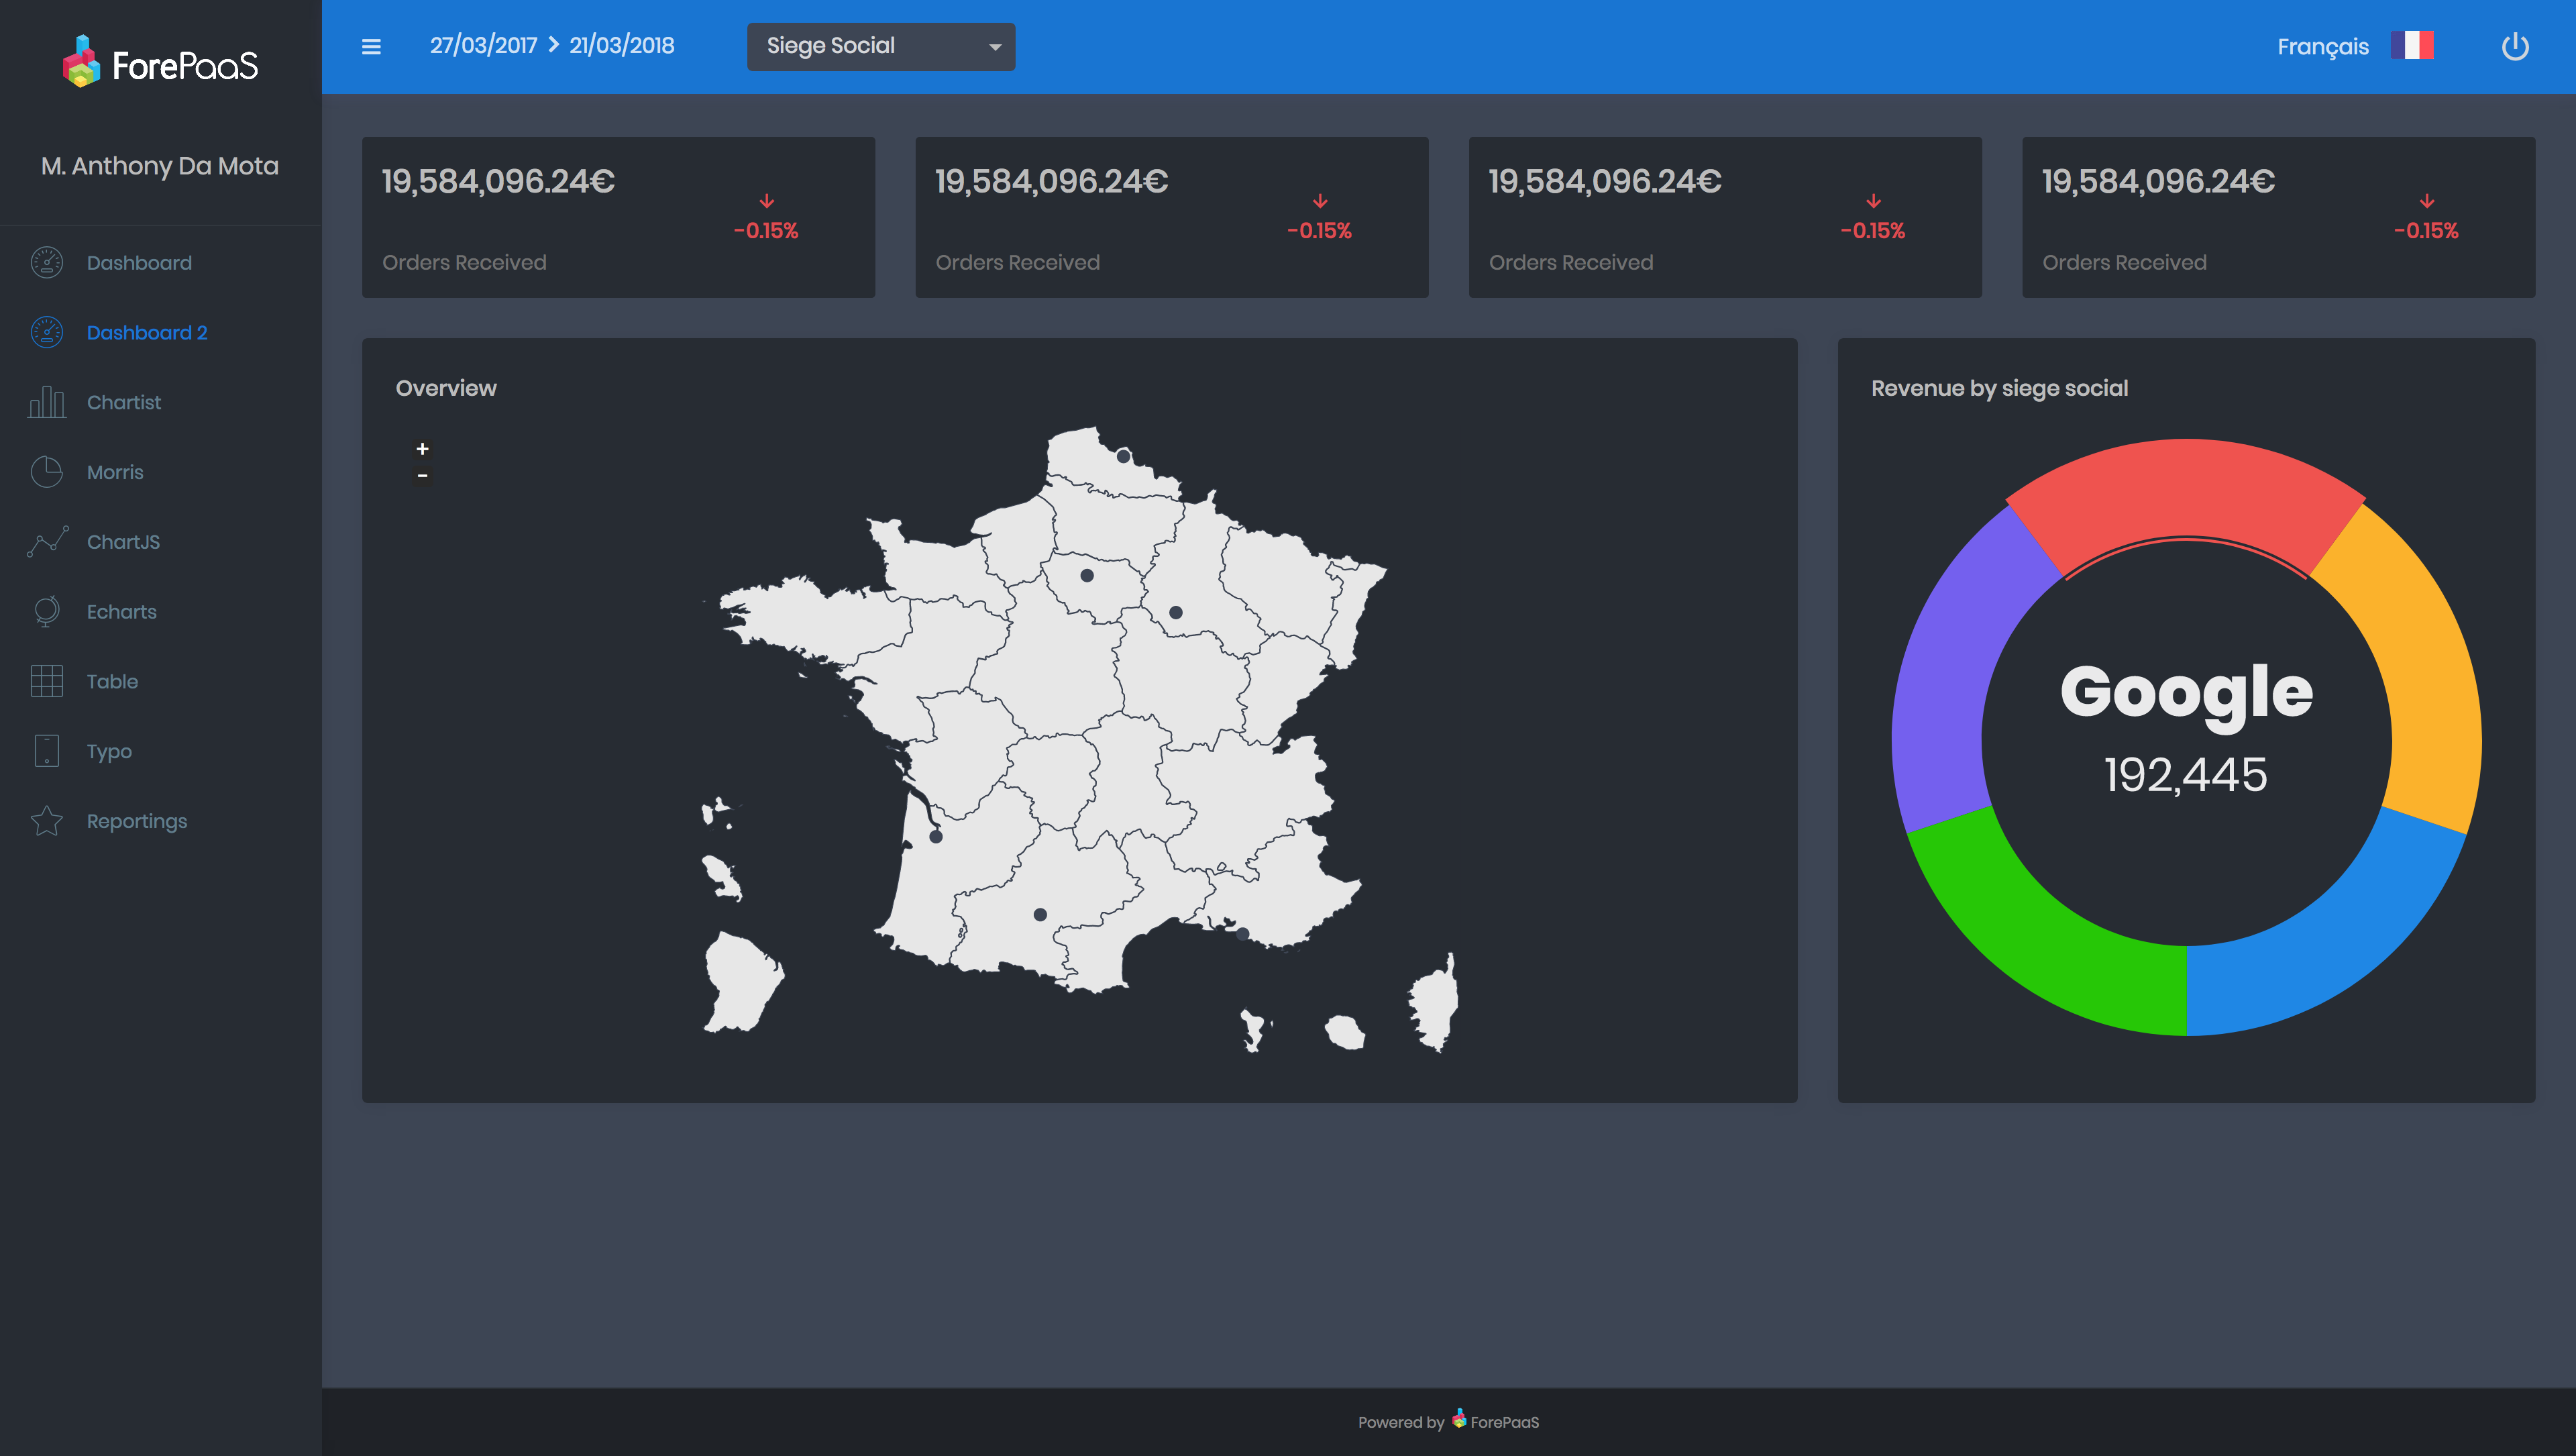 ForePaaS
M. Anthony Da Mota
Dashboard
Dashboard 2
Chartist
Morris
ChartJS
Echarts
Table
Typo
Reportings
27/03/2017 > 21/03/2018
Siege Social
Français
19,584,096.24€
-0.15%
Orders Received
19,584,096.24€
-0.15%
Orders Received
19,584,096.24€
-0.15%
Orders Received
19,584,096.24€
-0.15%
Orders Received
Overview
+
-
Revenue by siege social
Google
192,445
Powered by ForePaaS